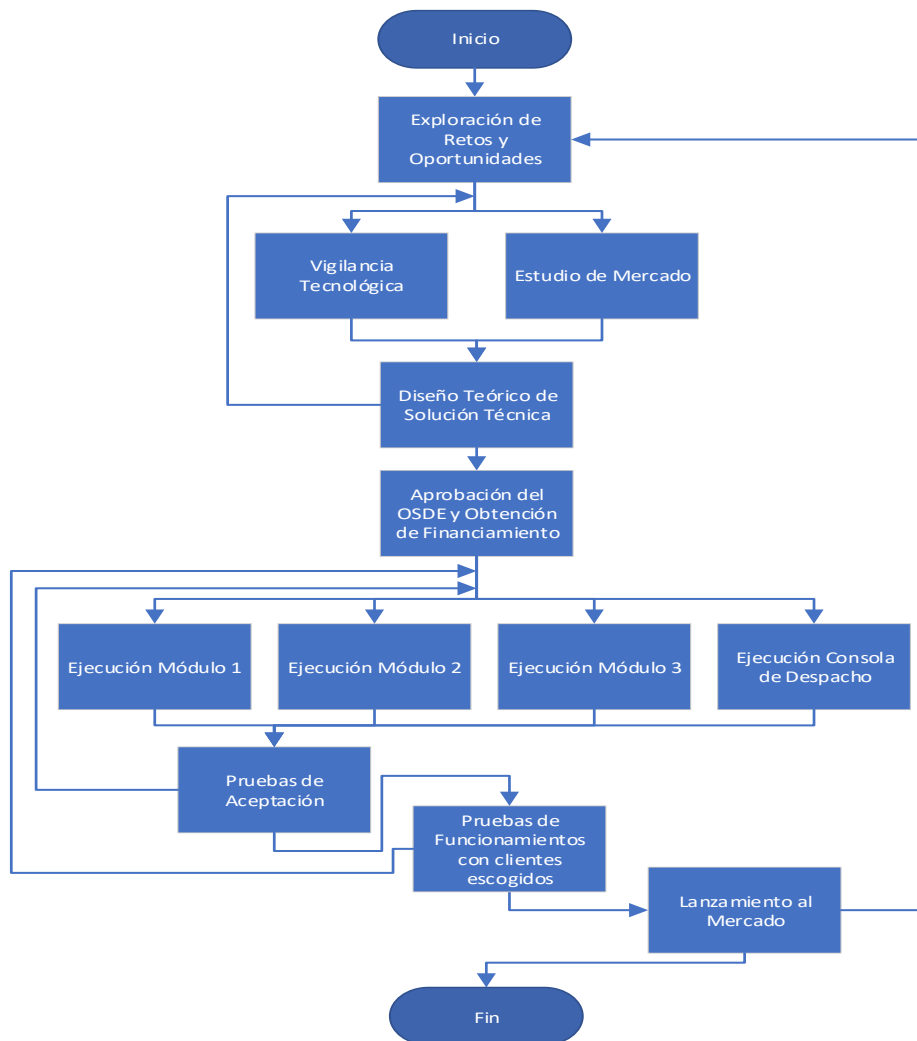 Inicio
Exploración de
Retos y
Oportunidades
Vigilancia
Tecnológica
Estudio de Mercado
Diseño Teórico de
Solución Técnica
Aprobación del
OSDE y Obtención
de Financiamiento
Ejecución Módulo 1
Ejecución Módulo 2
Ejecución Módulo 3
Ejecución Consola
de Despacho
Pruebas de
Aceptación
Pruebas de
Funcionamientos
con clientes
escogidos
Lanzamiento al
Mercado
Fin